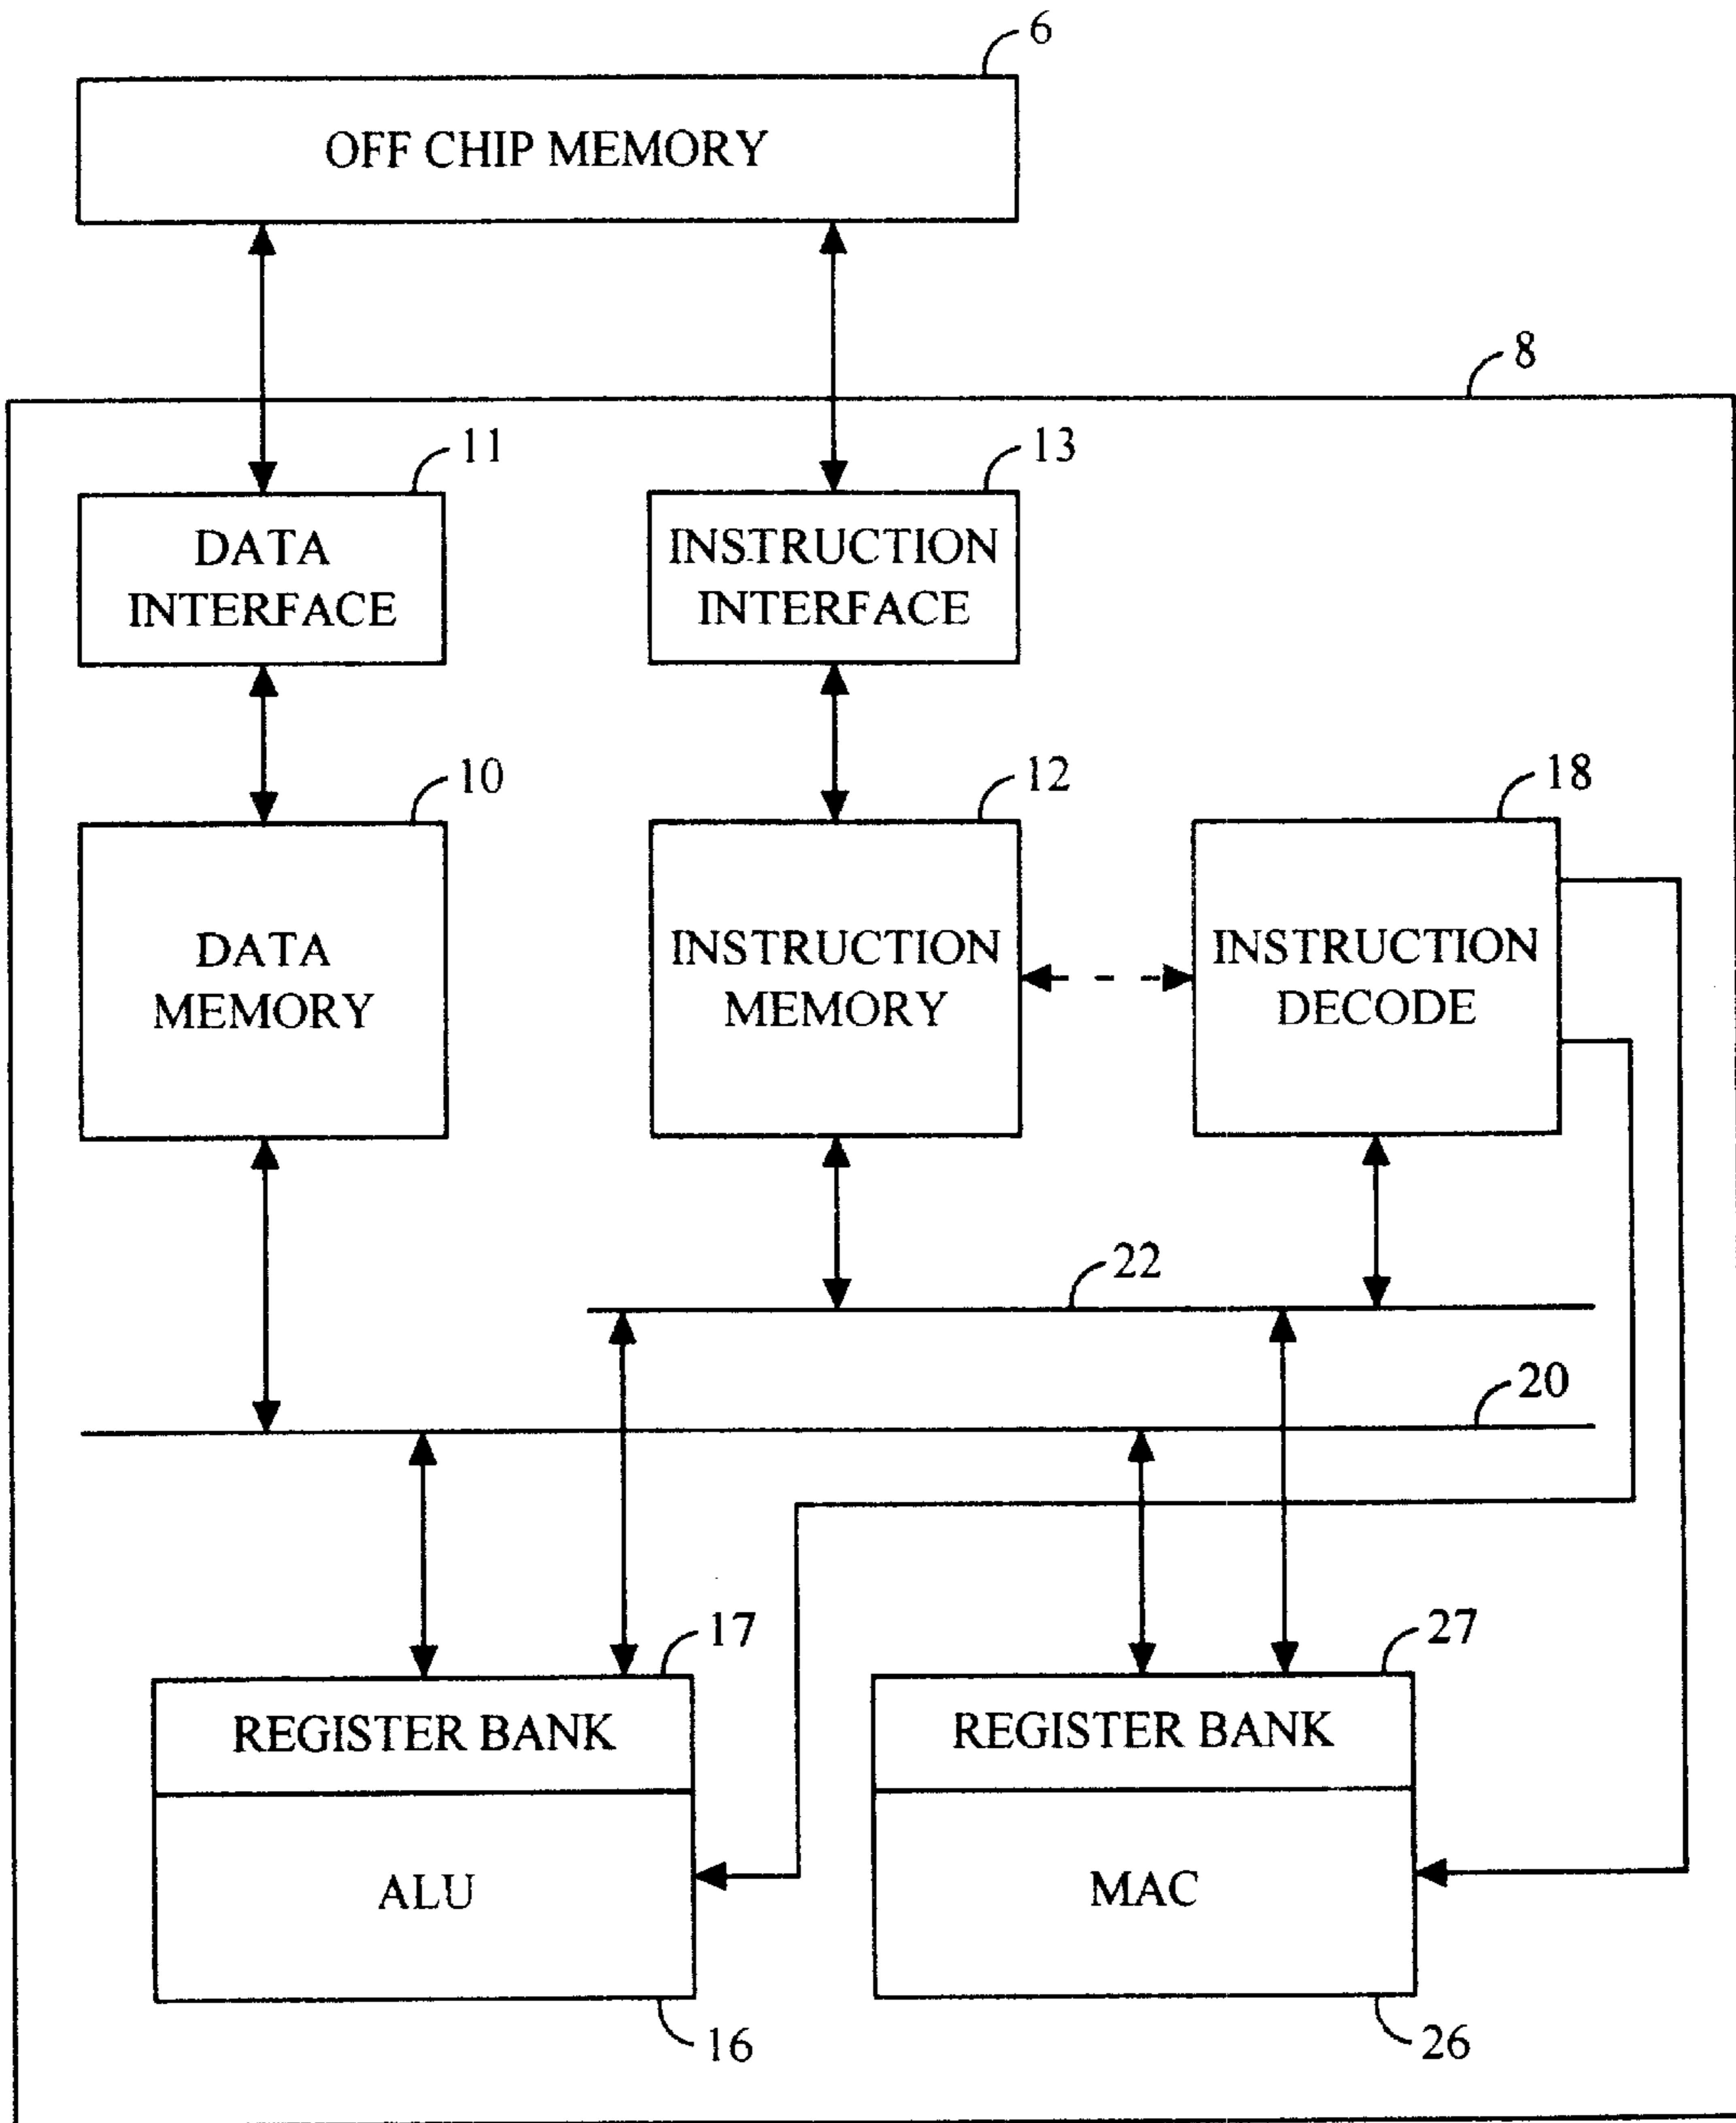 6
OFF CHIP MEMORY
8
11
13
DATA
INTERFACE
INSTRUCTION
INTERFACE
10
12
18
DATA
MEMORY
INSTRUCTION
MEMORY
INSTRUCTION
DECODE
22
20
17
27
REGISTER BANK
REGISTER BANK
ALU
MAC
16
26